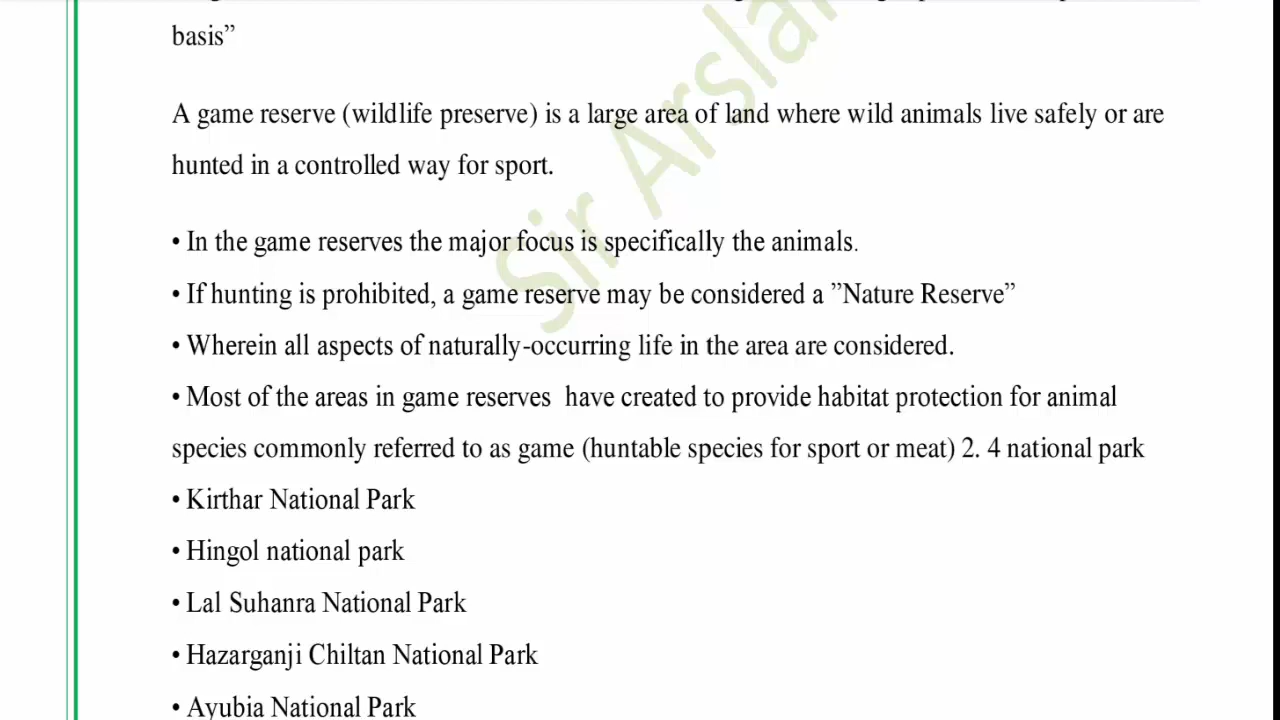 basis”
A game reserve (wildlife preserve) is a large area of land where wild animals live safely or are
hunted in a controlled way for sport.
• In the game reserves the major focus is specifically the animals.
• If hunting is prohibited, a game reserve may be considered a ”Nature Reserve”
• Wherein all aspects of naturally-occurring life in the area are considered.
• Most of the areas in game reserves  have created to provide habitat protection for animal
species commonly referred to as game (huntable species for sport or meat) 2. 4 national park
• Kirthar National Park
• Hingol national park
• Lal Suhanra National Park
• Hazarganji Chiltan National Park
• Ayubia National Park
Sir Arslan